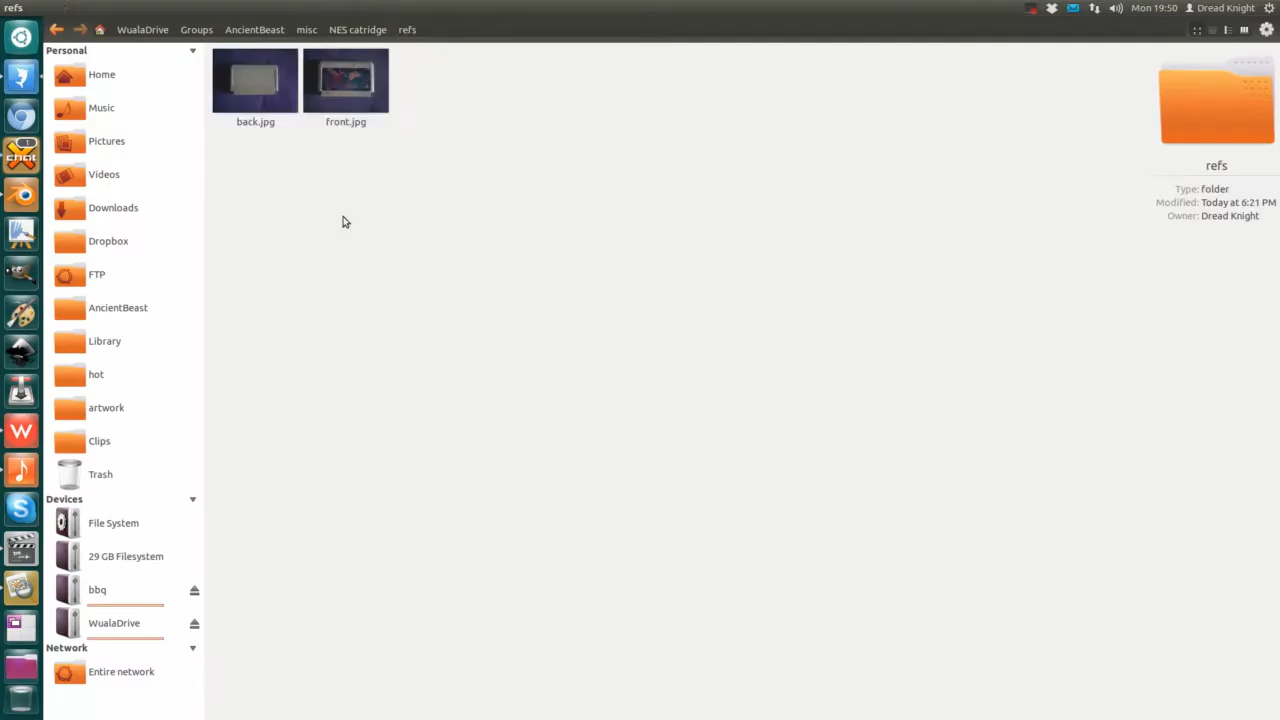 refs
Mon 19:50
Dread Knight
WualaDrive
Groups
AncientBeast
misc
NES catridge
refs
Personal
Home
Music
Pictures
Videos
Downloads
Dropbox
FTP
AncientBeast
Library
hot
artwork
Clips
Trash
Devices
File System
29 GB Filesystem
bbq
WualaDrive
Network
Entire network
back.jpg
front.jpg
refs
Type: folder
Modified: Today at 6:21 PM
Owner: Dread Knight
chat
W
S